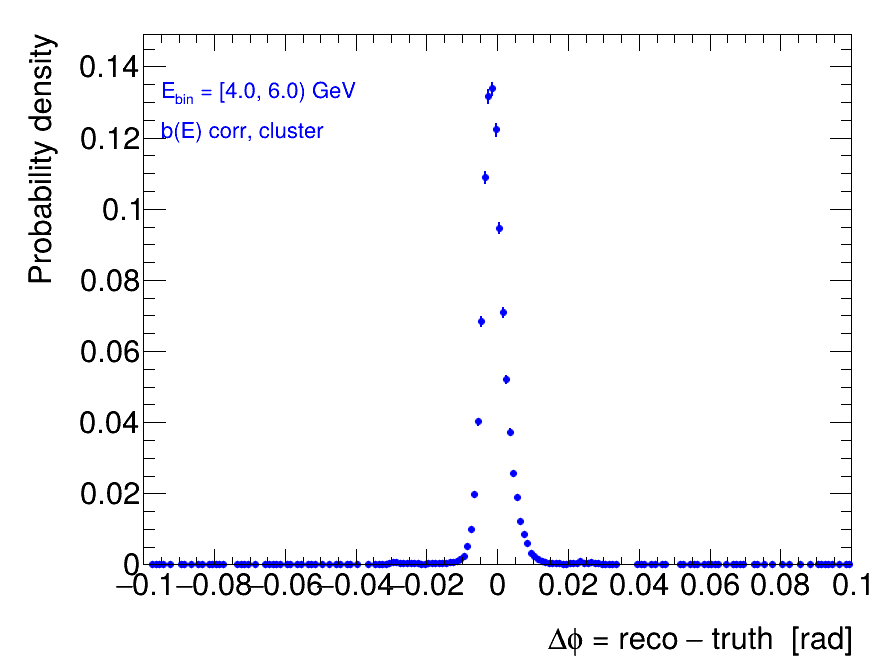 Probability density
0.14
0.12
0.1
0.08
0.06
0.04
0.02
0
E_bin = [4.0, 6.0) GeV
b(E) corr, cluster
−0.1 −0.08 −0.06 −0.04 −0.02 0 0.02 0.04 0.06 0.08 0.1
Δϕ = reco − truth [rad]